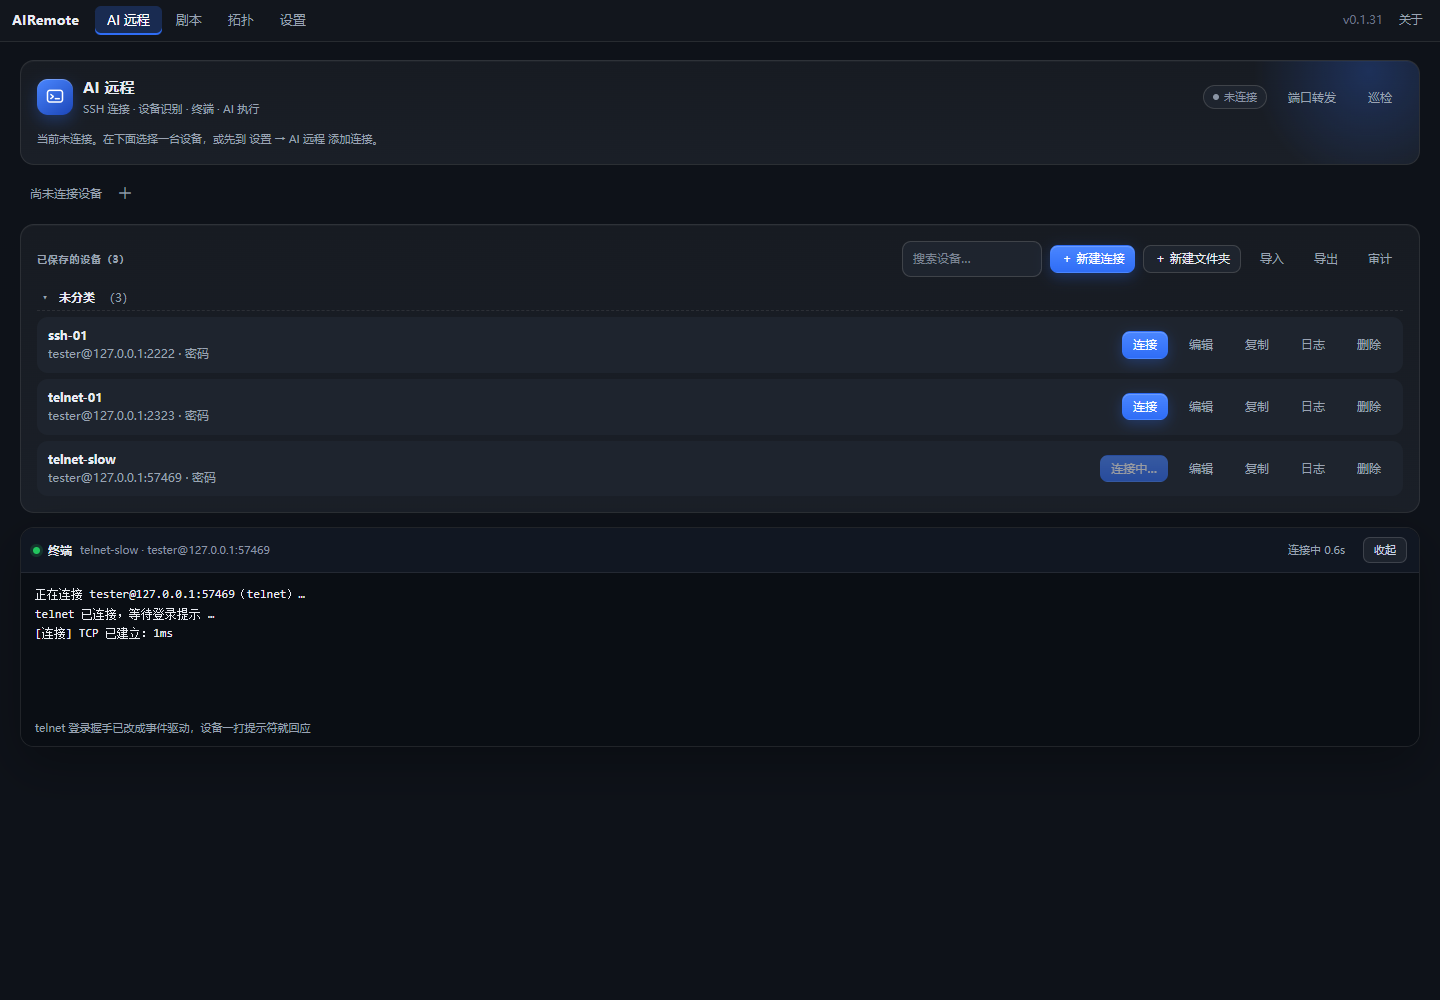 AIRemote AI 远程 剧本 拓扑 设置 v0.1.31 关于
AI 远程
SSH 连接 · 设备识别 · 终端 · AI 执行
未连接 端口转发 巡检
当前未连接。在下面选择一台设备，或先到 设置 → AI 远程 添加连接。
尚未连接设备 +
已保存的设备（3） 搜索设备... + 新建连接 + 新建文件夹 导入 导出 审计
未分类 （3）
ssh-01
tester@127.0.0.1:2222 · 密码
连接 编辑 复制 日志 删除
telnet-01
tester@127.0.0.1:2323 · 密码
连接 编辑 复制 日志 删除
telnet-slow
tester@127.0.0.1:57469 · 密码
连接中... 编辑 复制 日志 删除
终端 telnet-slow · tester@127.0.0.1:57469 连接中 0.6s 收起
正在连接 tester@127.0.0.1:57469（telnet）…
telnet 已连接，等待登录提示 …
[连接] TCP 已建立: 1ms
telnet 登录握手已改成事件驱动，设备一打提示符就回应